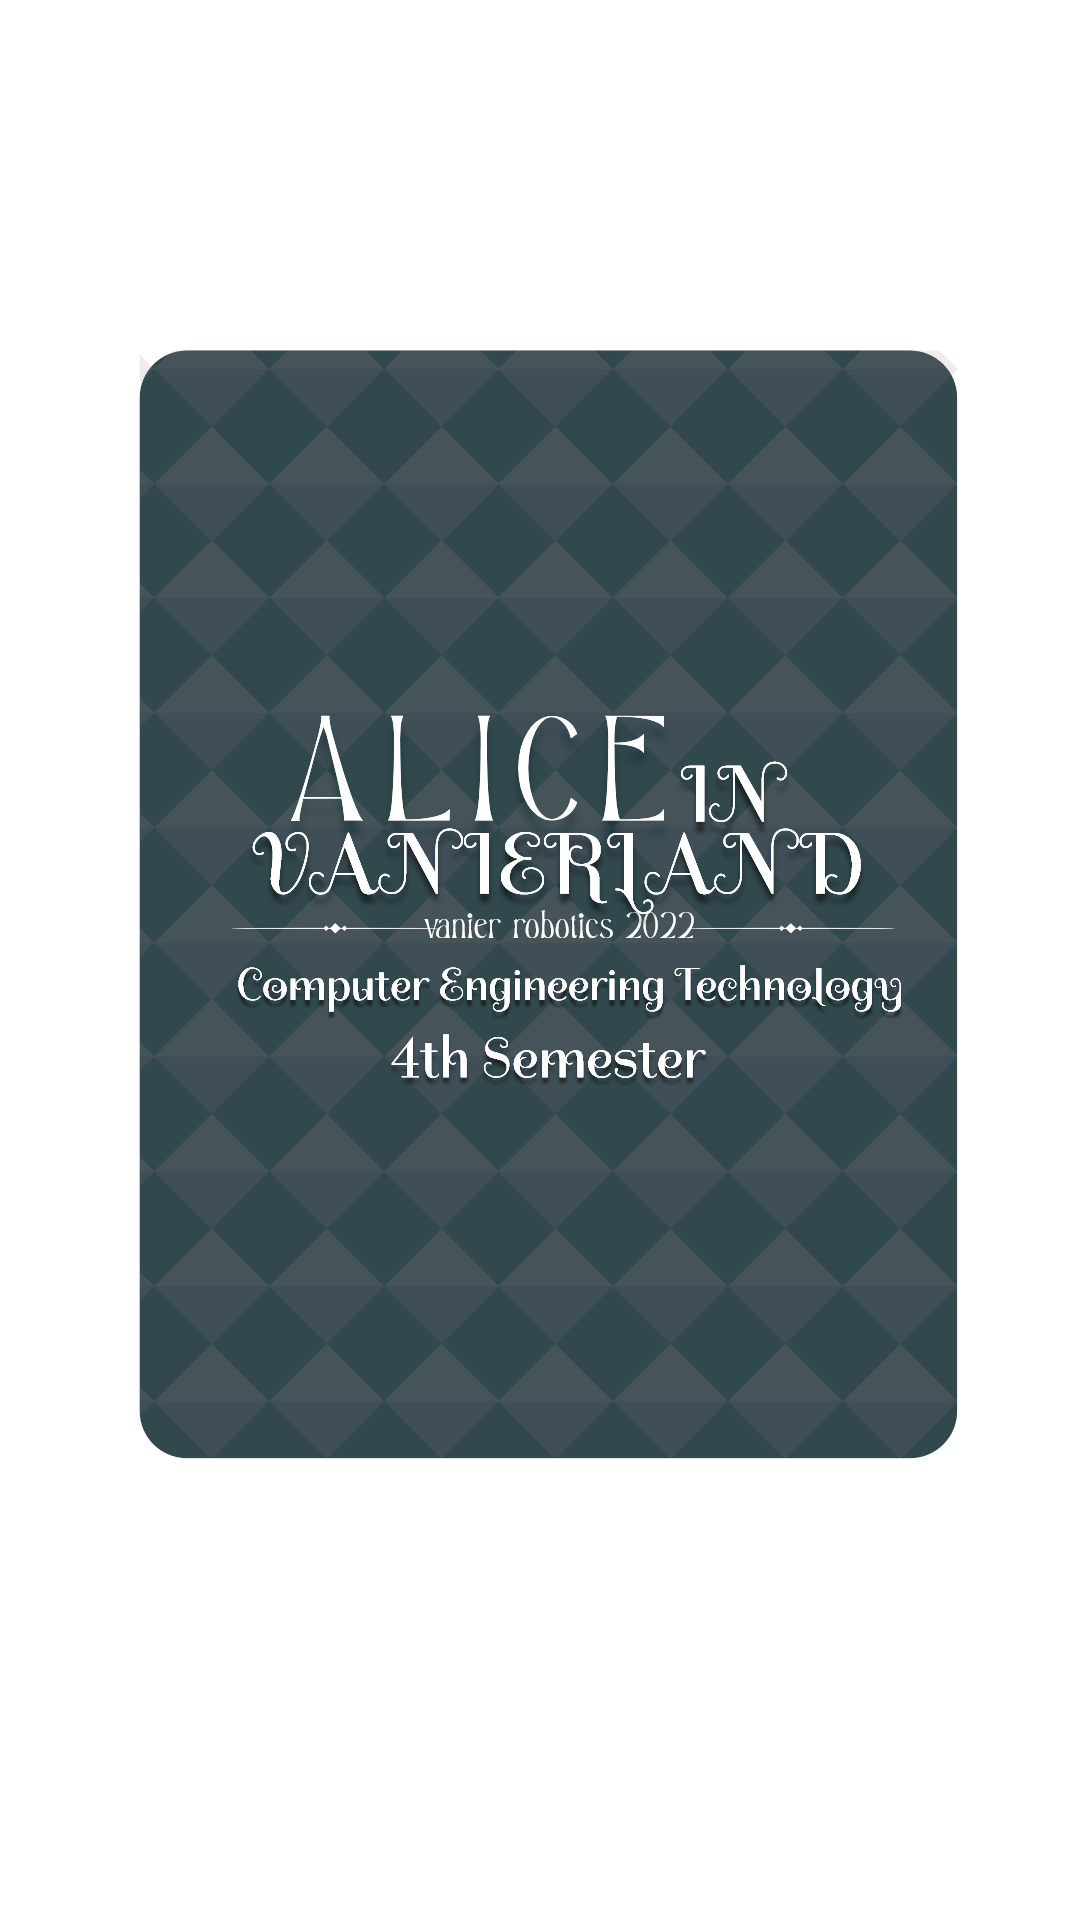 ALICE IN
VANIERLAND
vanier robotics 2022
Computer Engineering Technology
4th Semester